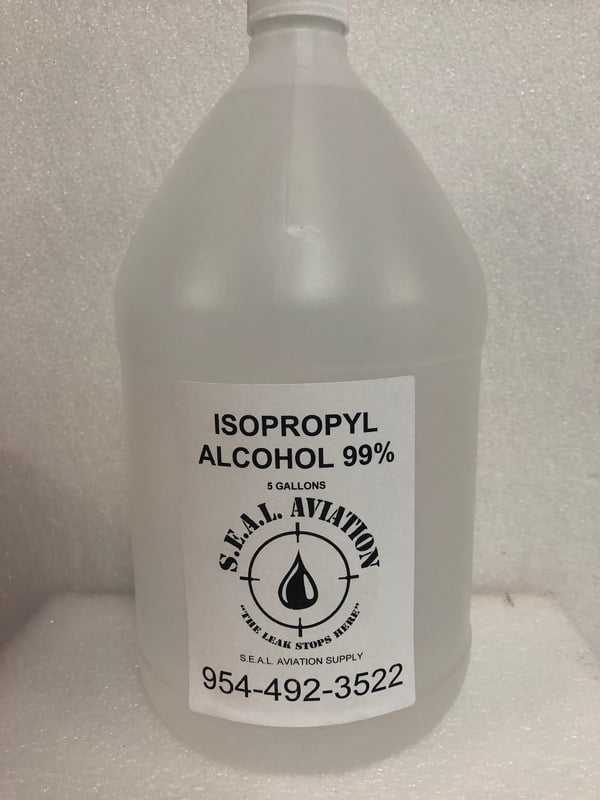 ISOPROPYL
ALCOHOL 99%
5 GALLONS
S.E.A.L. AVIATION
"THE LEAK STOPS HERE"
S.E.A.L. AVIATION SUPPLY
954-492-3522